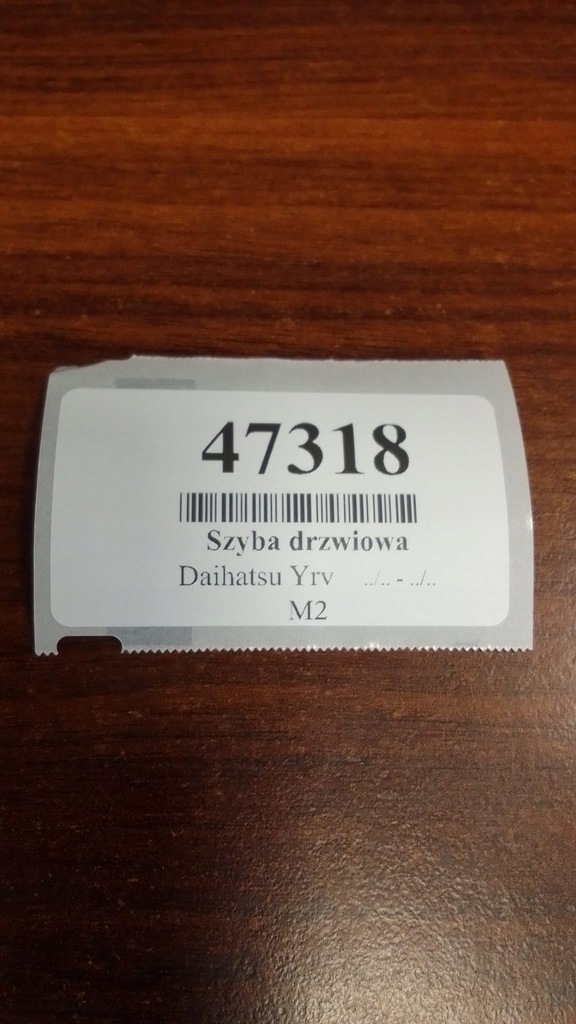 47318
Szyba drzwiowa
Daihatsu Yrv ../.. - ../..
M2